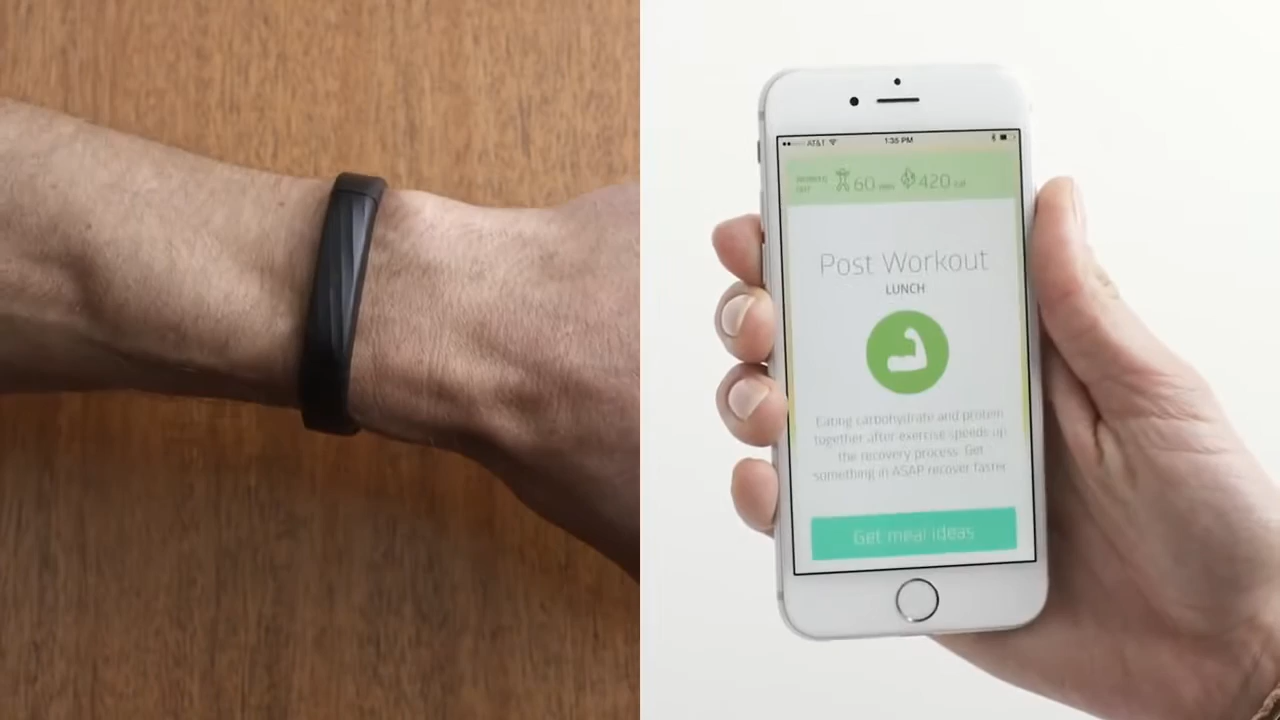 AT&T 1:35 PM
60 420
Post Workout
LUNCH
Eating carbohydrate and protein
together after exercise speeds up
the recovery process. Get
something in ASAP recover faster
Get meal ideas